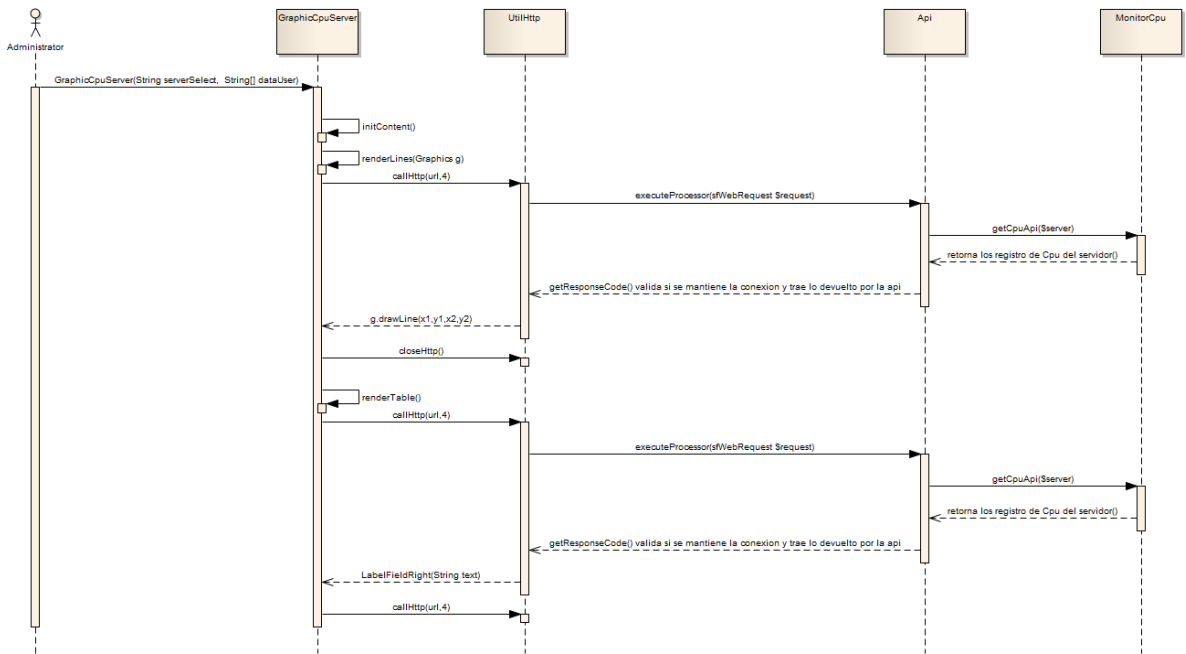 Administrator
GraphicCpuServer
UtilHttp
Api
MonitorCpu
GraphicCpuServer(String serverSelect, String[] dataUser)
initContent()
renderLines(Graphics g)
callHttp(url,4)
executeProcessor(sfWebRequest $request)
getCpuApi($server)
retorna los registro de Cpu del servidor()
getResponseCode() valida si se mantiene la conexion y trae lo devuelto por la api
g.drawLine(x1,y1,x2,y2)
closeHttp()
renderTable()
callHttp(url,4)
executeProcessor(sfWebRequest $request)
getCpuApi($server)
retorna los registro de Cpu del servidor()
getResponseCode() valida si se mantiene la conexion y trae lo devuelto por la api
LabelFieldRight(String text)
callHttp(url,4)